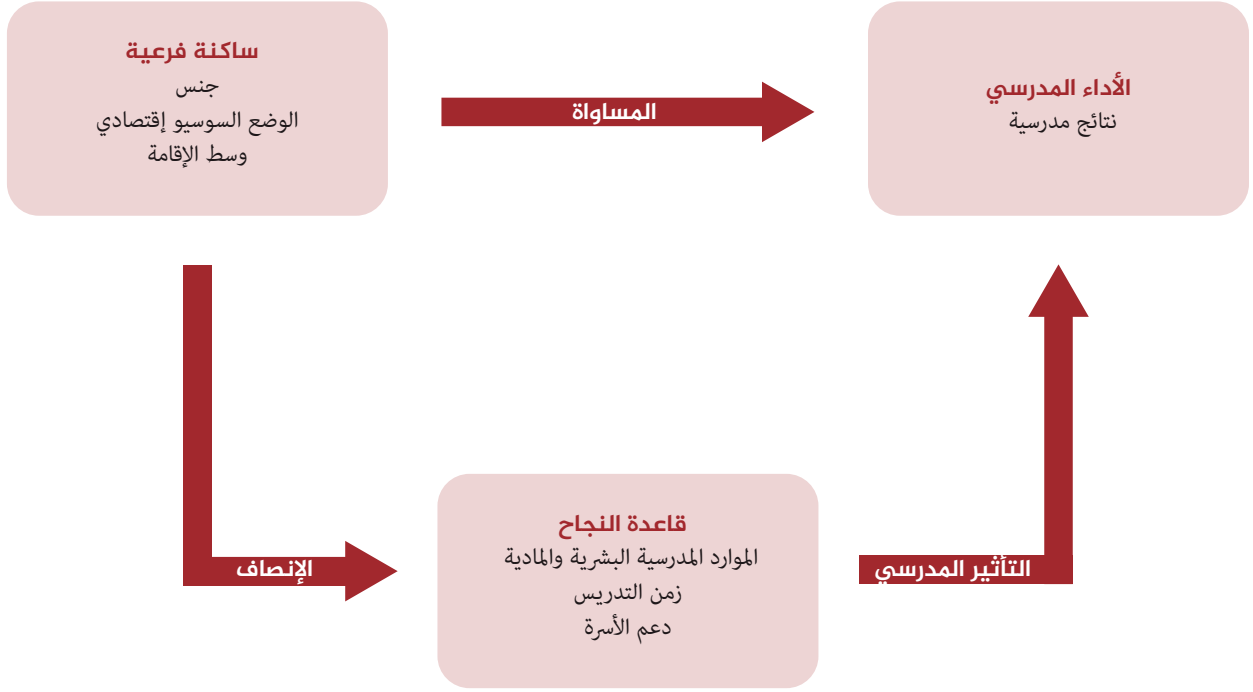 ساكنة فرعية
جنس
الوضع السوسيو إقتصادي
وسط الإقامة
المساواة
الأداء المدرسي
نتائج مدرسية
الإنصاف
قاعدة النجاح
الموارد المدرسية البشرية والمادية
زمن التدريس
دعم الأسرة
التأثير المدرسي